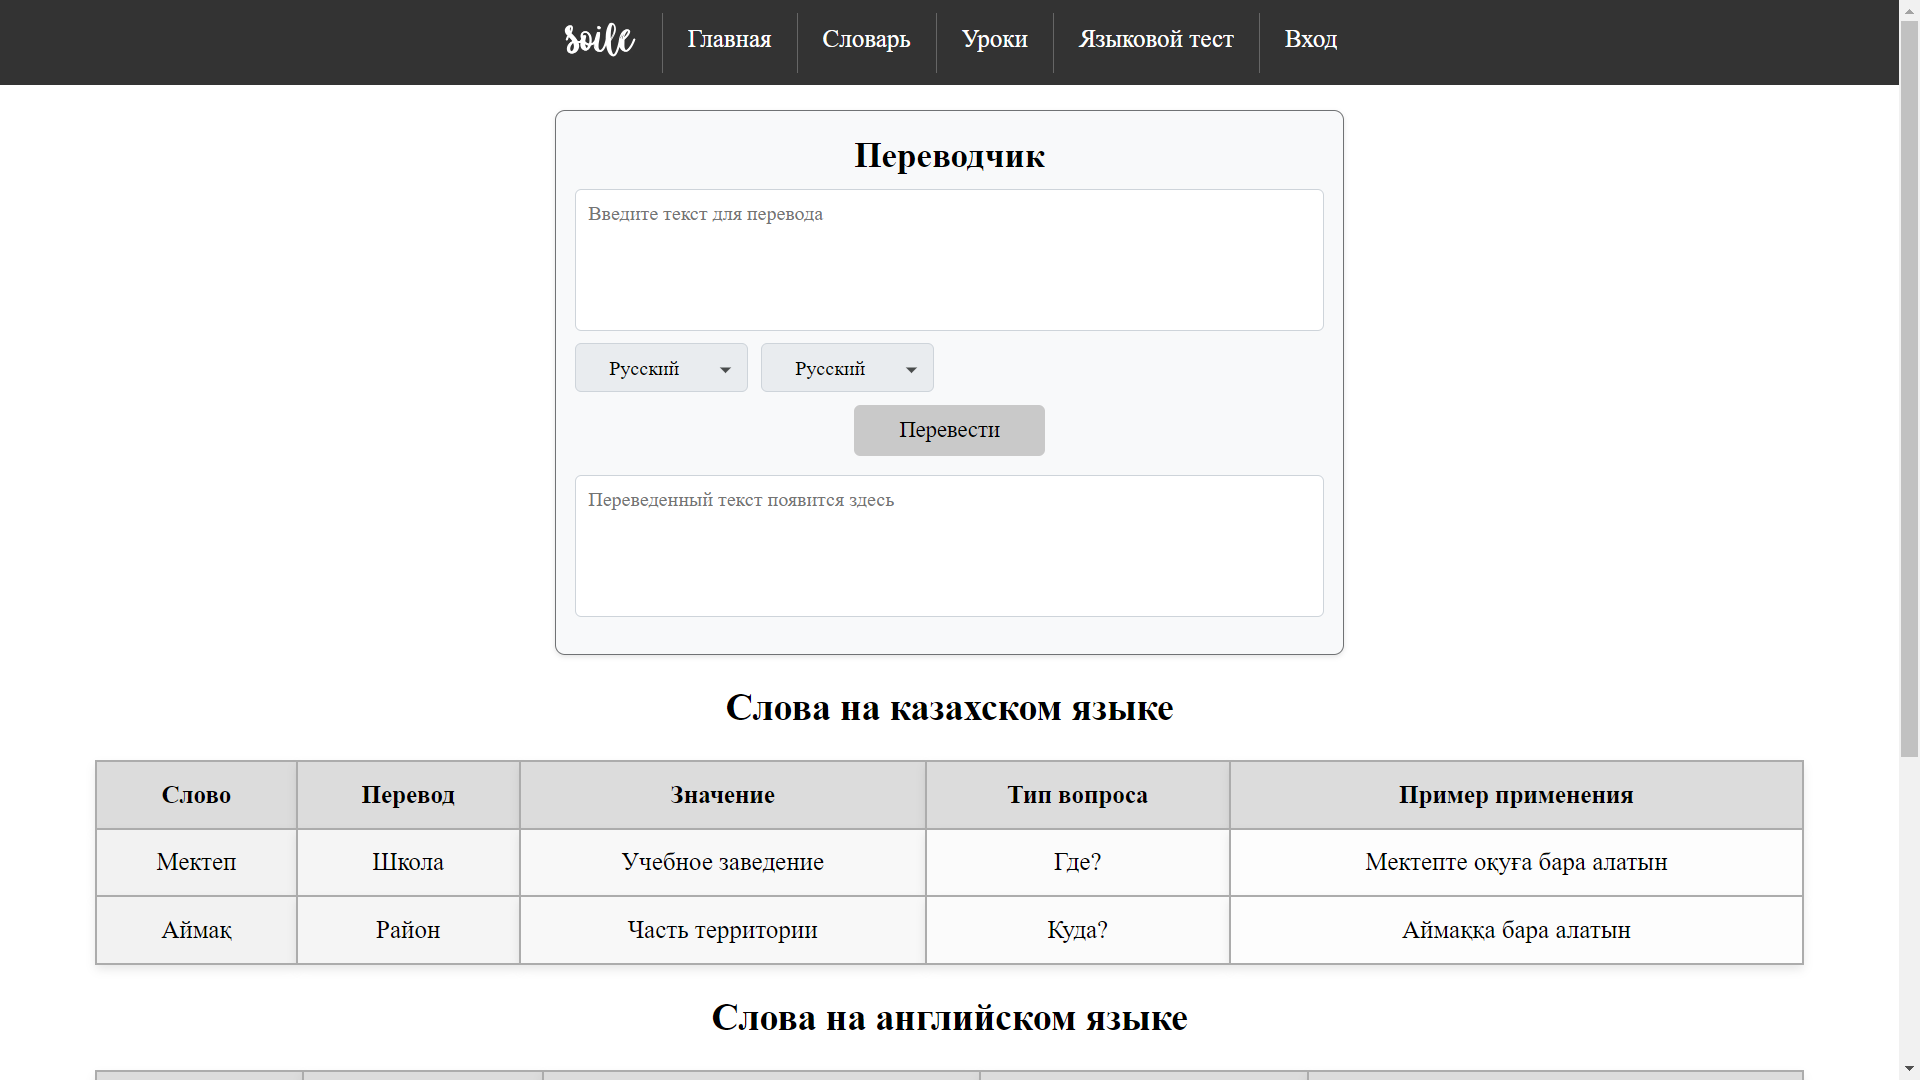 soile
Главная
Словарь
Уроки
Языковой тест
Вход
Переводчик
Введите текст для перевода
Русский
Русский
Перевести
Переведенный текст появится здесь
Слова на казахском языке
Слово Перевод Значение Тип вопроса Пример применения
Мектеп Школа Учебное заведение Где? Мектепте оқуға бара алатын
Аймақ Район Часть территории Куда? Аймаққа бара алатын
Слова на английском языке